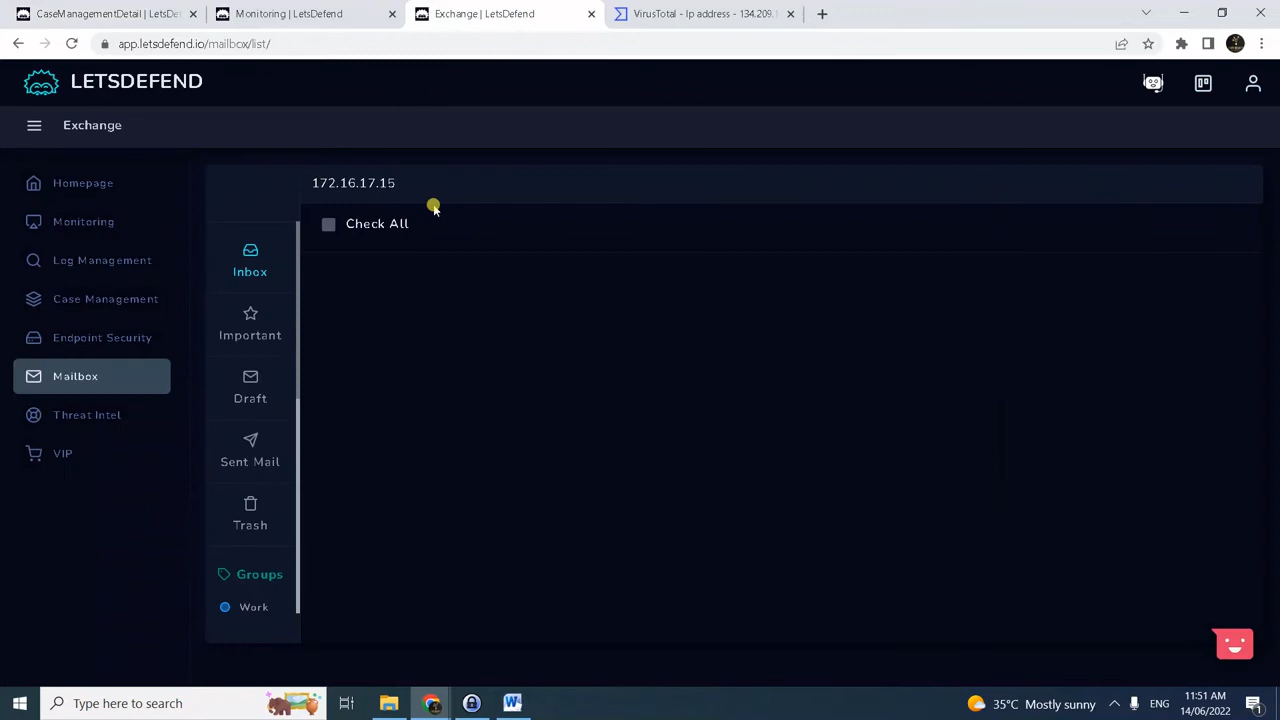 CaseManagementDetail | LetsDef
Monitoring | LetsDefend
Exchange | LetsDefend
VirusTotal - Ip address - 134.209.1
app.letsdefend.io/mailbox/list/
LETSDEFEND
Exchange
Homepage
Monitoring
Log Management
Case Management
Endpoint Security
Mailbox
Threat Intel
VIP
172.16.17.15
Check All
Inbox
Important
Draft
Sent Mail
Trash
Groups
Work
Type here to search
35°C Mostly sunny
ENG
11:51 AM
14/06/2022
1